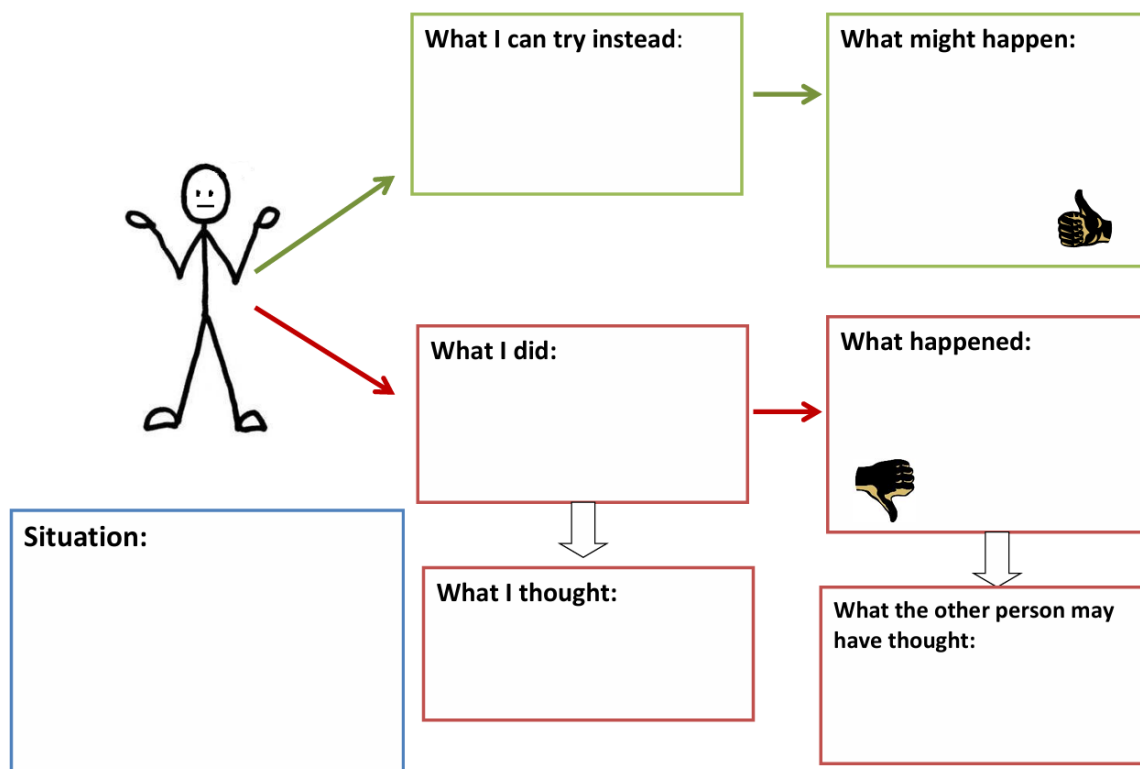 What I can try instead:
What might happen:
What I did:
What happened:
Situation:
What I thought:
What the other person may
have thought: